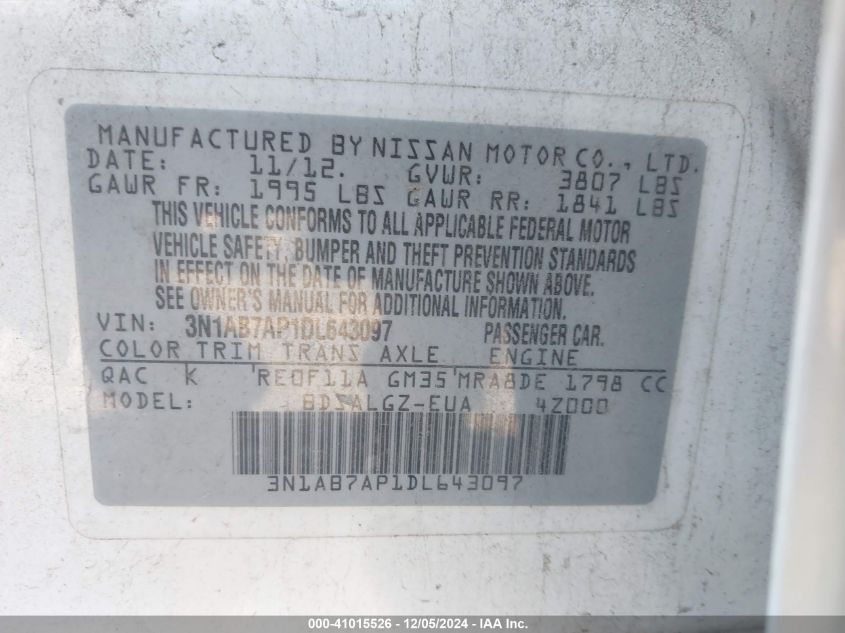 MANUFACTURED BY NISSAN MOTOR CO., LTD.
DATE: 11/12. GVWR: 3807 LBS
GAWR FR: 1995 LBS GAWR RR: 1841 LBS
THIS VEHICLE CONFORMS TO ALL APPLICABLE FEDERAL MOTOR
VEHICLE SAFETY, BUMPER AND THEFT PREVENTION STANDARDS
IN EFFECT ON THE DATE OF MANUFACTURE SHOWN ABOVE.
SEE OWNER'S MANUAL FOR ADDITIONAL INFORMATION.
VIN: 3N1AB7AP1DL643097 PASSENGER CAR.
COLOR TRIM TRANS AXLE ENGINE
QAC K RE0F11A GM35 MRA8DE 1798 CC
MODEL: BDSALGZ-EUA 4Z000
3N1AB7AP1DL643097
000-41015526 - 12/05/2024 - IAA Inc.